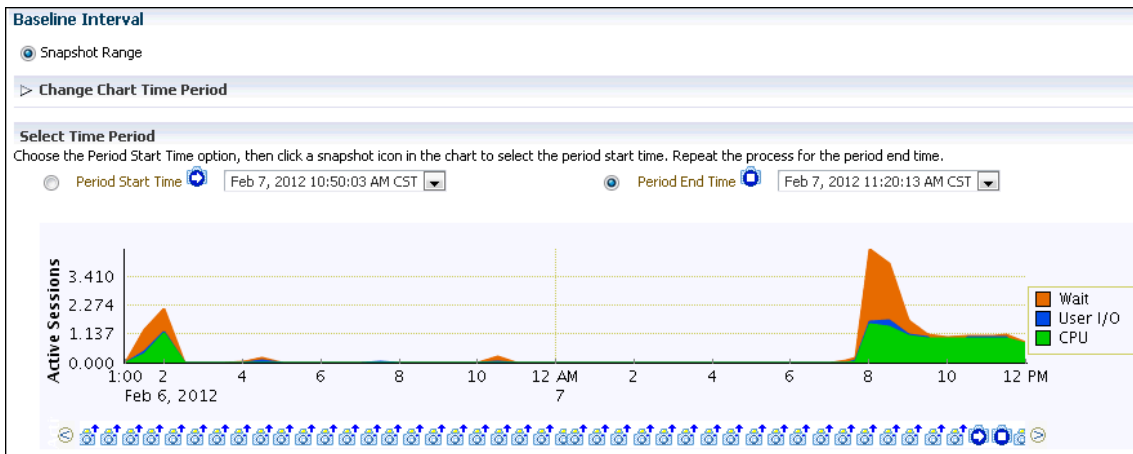 Baseline Interval
Snapshot Range
Change Chart Time Period
Select Time Period
Choose the Period Start Time option, then click a snapshot icon in the chart to select the period start time. Repeat the process for the period end time.
Period Start Time Feb 7, 2012 10:50:03 AM CST Period End Time Feb 7, 2012 11:20:13 AM CST
Active Sessions
3.410
2.274
1.137
0.000
Wait
User I/O
CPU
1:00 2 4 6 8 10 12 AM 2 4 6 8 10 12 PM
Feb 6, 2012 7